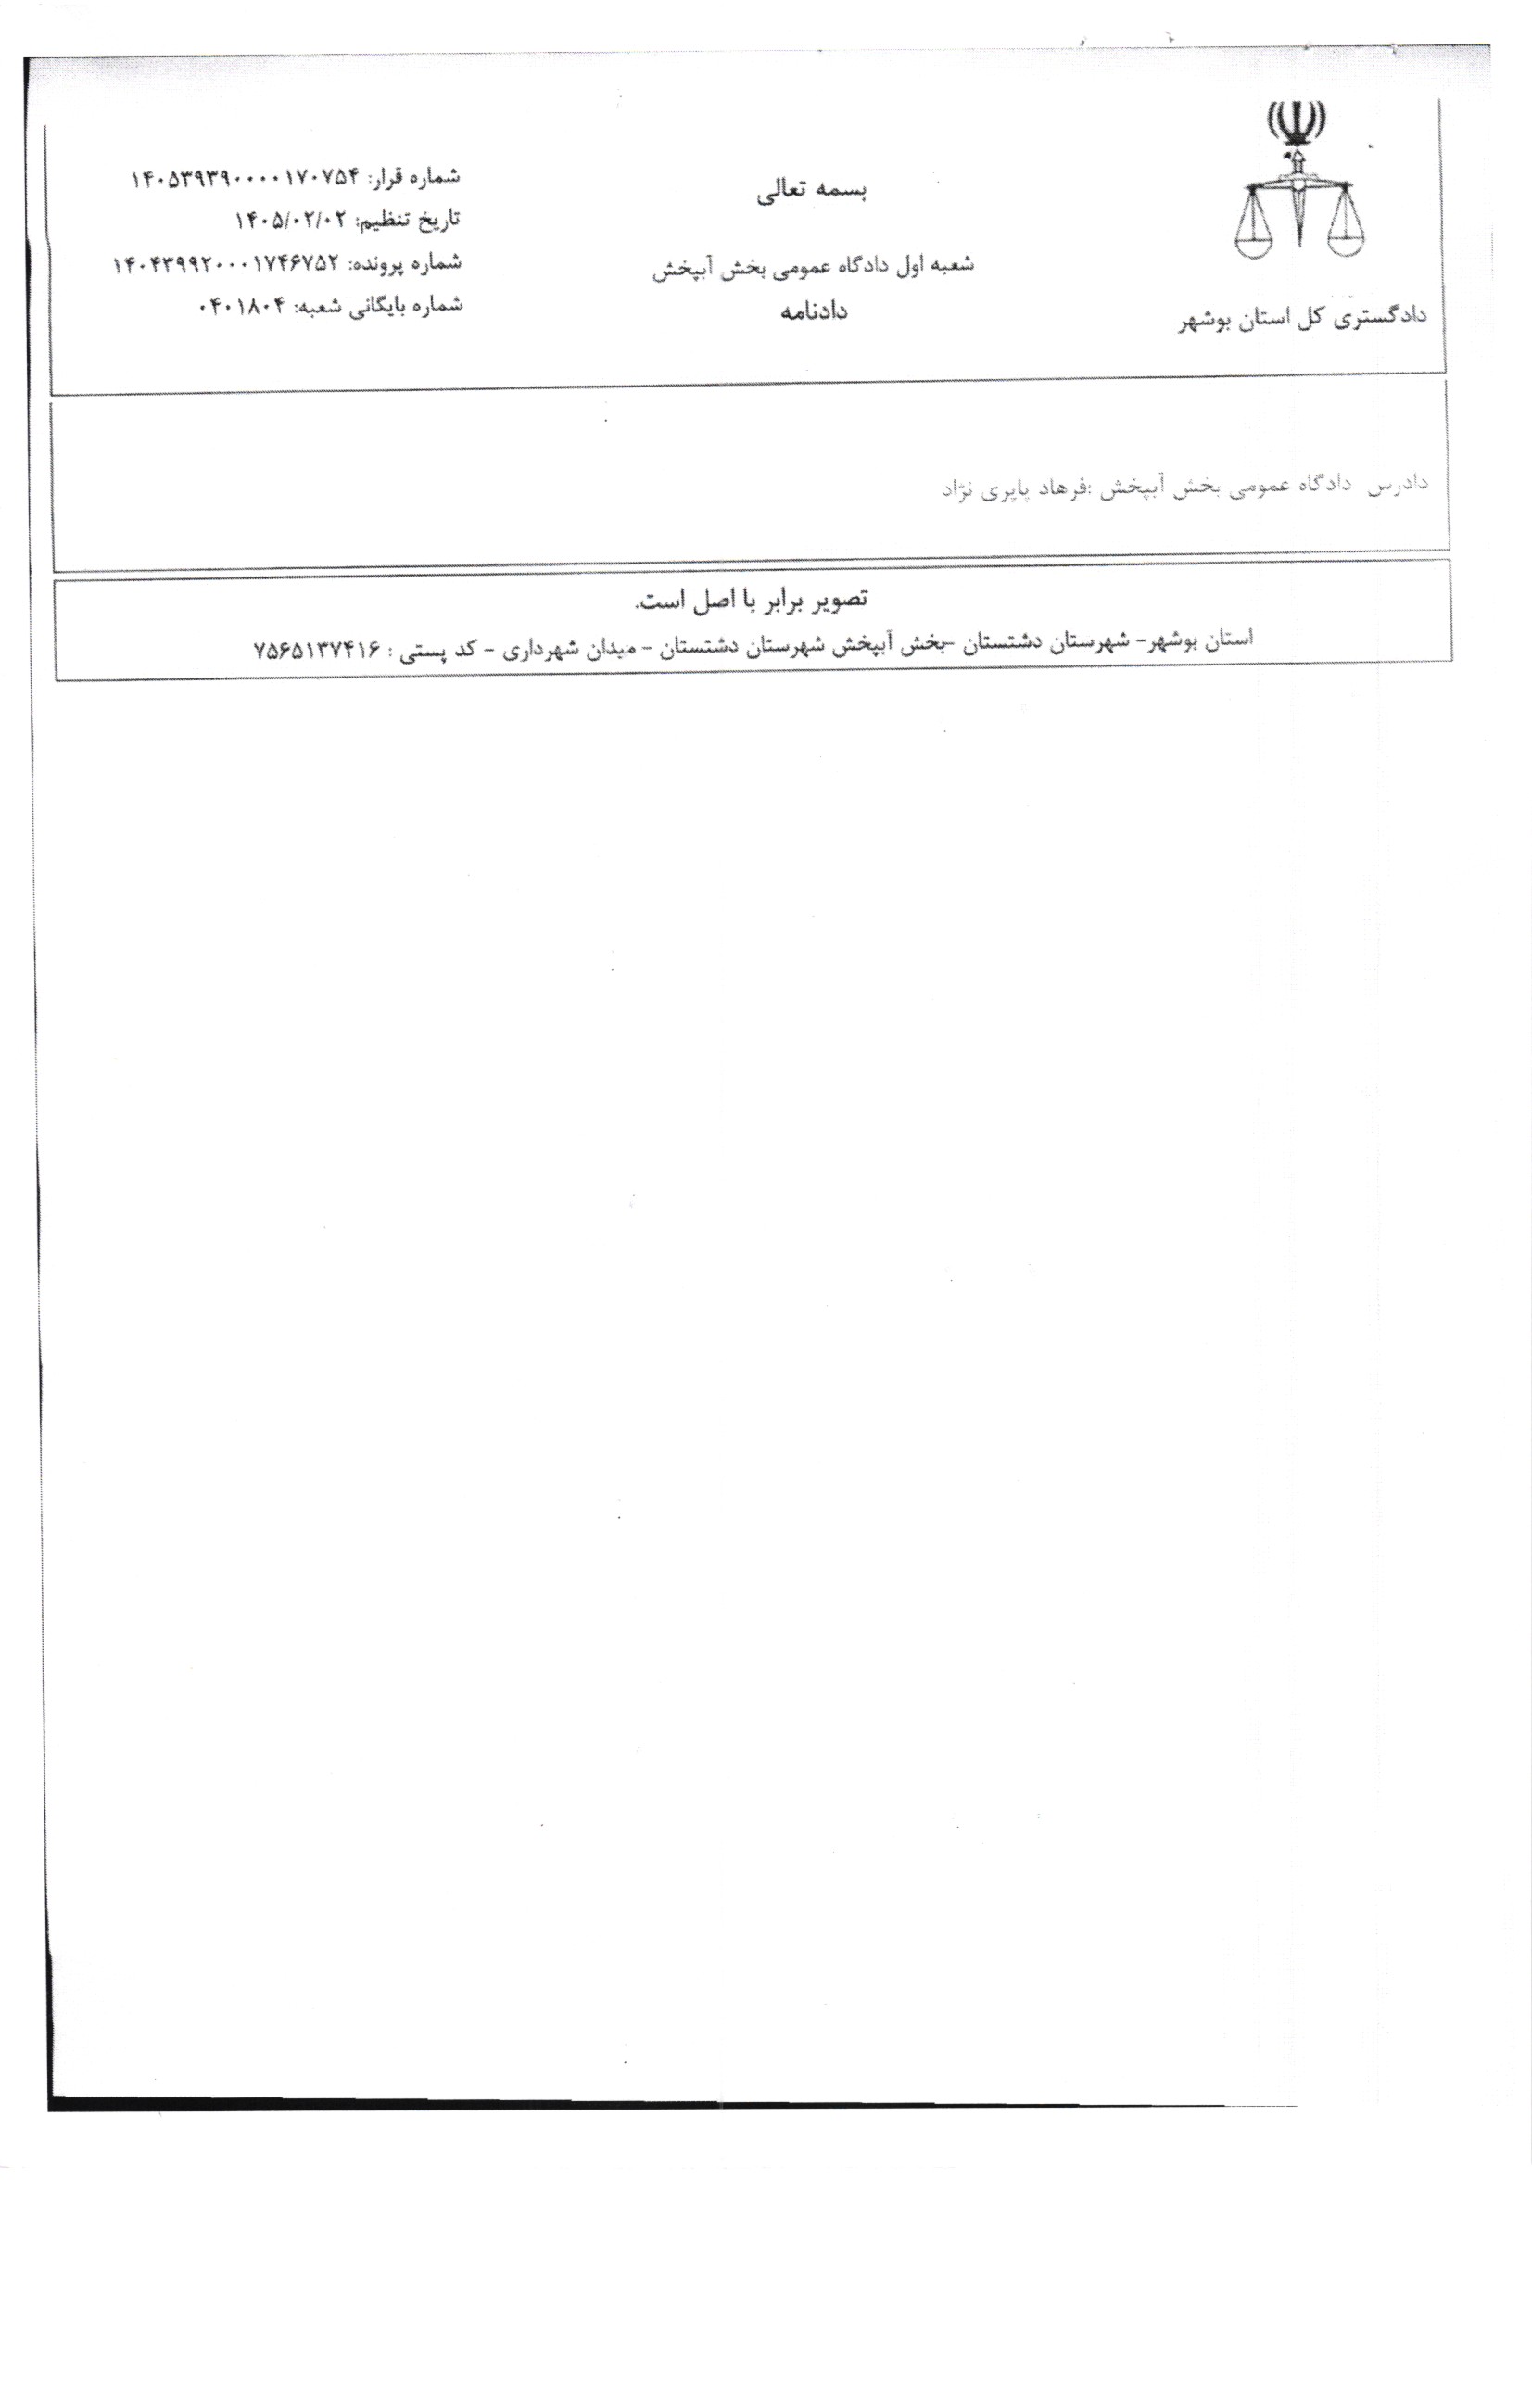 دادگستری کل استان بوشهر
بسمه تعالی
شعبه اول دادگاه عمومی بخش آبپخش
دادنامه
شماره قرار: ۱۴۰۵۳۹۳۹۰۰۰۰۱۷۰۷۵۴
تاریخ تنظیم: ۱۴۰۵/۰۲/۰۲
شماره پرونده: ۱۴۰۴۳۹۹۲۰۰۰۱۷۴۶۷۵۲
شماره بایگانی شعبه: ۰۴۰۱۸۰۴
دادرس دادگاه عمومی بخش آبپخش :فرهاد پاپری نژاد
تصویر برابر با اصل است.
استان بوشهر- شهرستان دشتستان -بخش آبپخش شهرستان دشتستان - میدان شهرداری - کد پستی : ۷۵۶۵۱۳۷۴۱۶